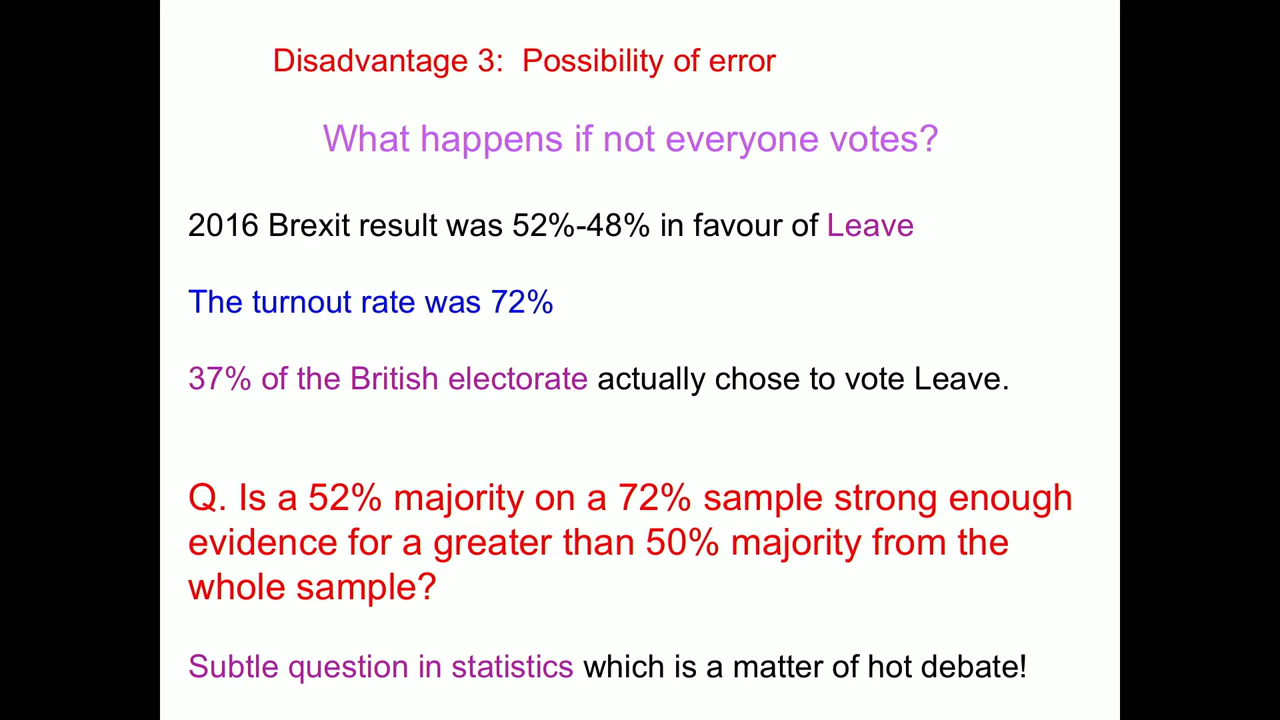 Disadvantage 3: Possibility of error
What happens if not everyone votes?
2016 Brexit result was 52%-48% in favour of Leave
The turnout rate was 72%
37% of the British electorate actually chose to vote Leave.
Q. Is a 52% majority on a 72% sample strong enough
evidence for a greater than 50% majority from the
whole sample?
Subtle question in statistics which is a matter of hot debate!